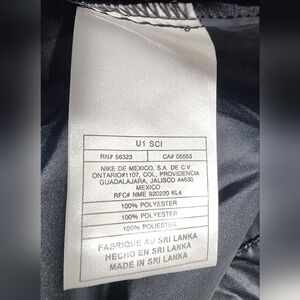 U1 SCI
RN# 56323 CA# 05553
NIKE DE MEXICO, S.A. DE C.V.
ONTARIO#1107, COL. PROVIDENCIA
GUADALAJARA, JALISCO 44630
MEXICO
RFC# NME 920220 KL4
100% POLYESTER
100% POLYESTER
100% POLIESTER
FABRIQUE AU SRI LANKA
HECHO EN SRI LANKA
MADE IN SRI LANKA